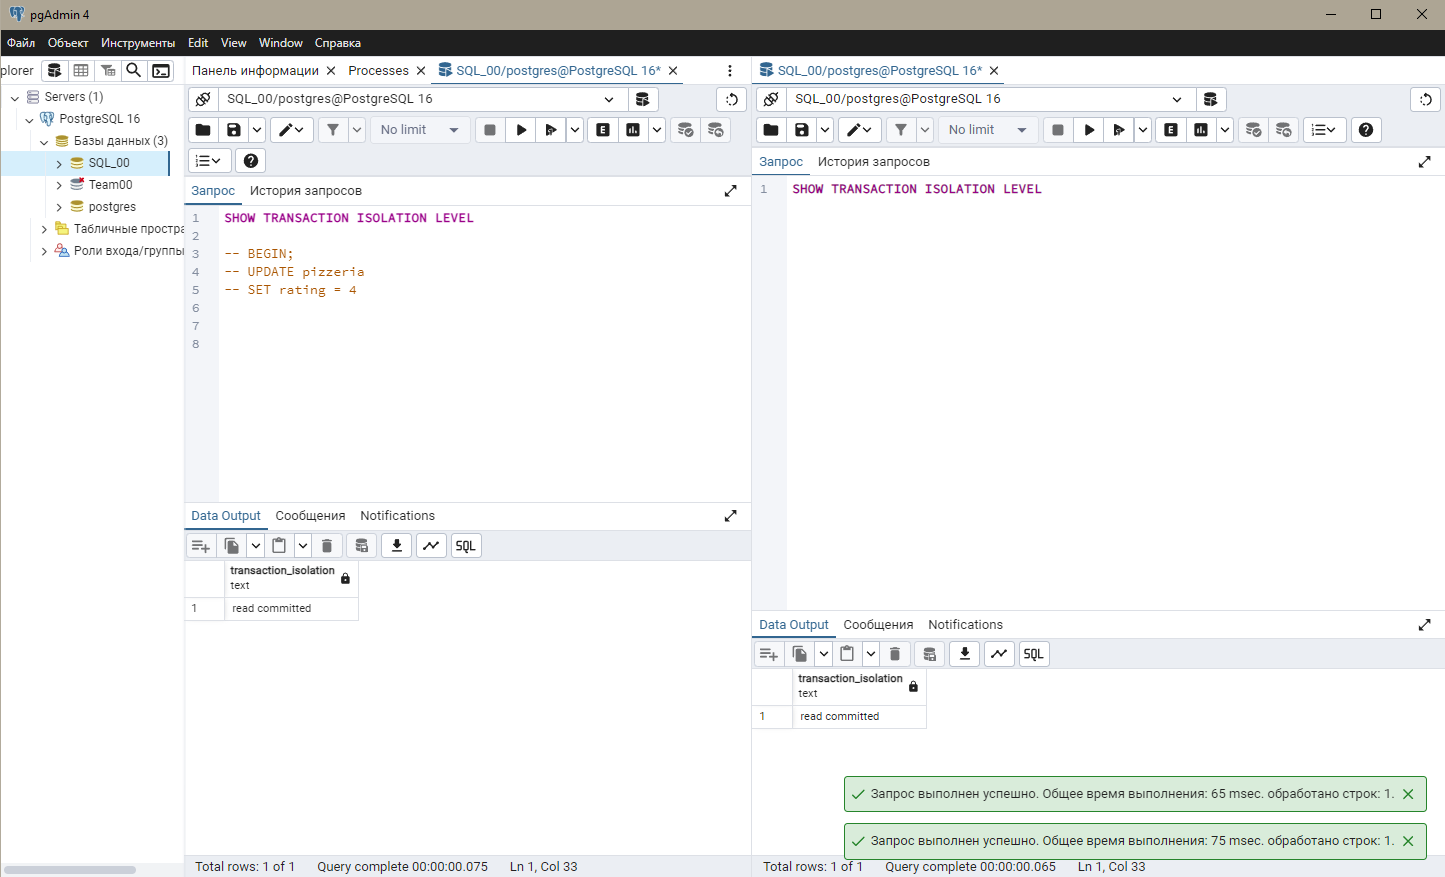 pgAdmin 4
Файл Объект Инструменты Edit View Window Справка
plorer
Servers (1)
PostgreSQL 16
Базы данных (3)
SQL_00
Team00
postgres
Табличные простра
Роли входа/группы
Панель информации Processes SQL_00/postgres@PostgreSQL 16*
SQL_00/postgres@PostgreSQL 16
No limit
E
Запрос История запросов
1 SHOW TRANSACTION ISOLATION LEVEL
2
3 -- BEGIN;
4 -- UPDATE pizzeria
5 -- SET rating = 4
6
7
8
Data Output Сообщения Notifications
SQL
transaction_isolation
text
1 read committed
Total rows: 1 of 1 Query complete 00:00:00.075 Ln 1, Col 33
SQL_00/postgres@PostgreSQL 16*
SQL_00/postgres@PostgreSQL 16
No limit
E
Запрос История запросов
1 SHOW TRANSACTION ISOLATION LEVEL
Data Output Сообщения Notifications
SQL
transaction_isolation
text
1 read committed
Запрос выполнен успешно. Общее время выполнения: 65 msec. обработано строк: 1.
Запрос выполнен успешно. Общее время выполнения: 75 msec. обработано строк: 1.
Total rows: 1 of 1 Query complete 00:00:00.065 Ln 1, Col 33